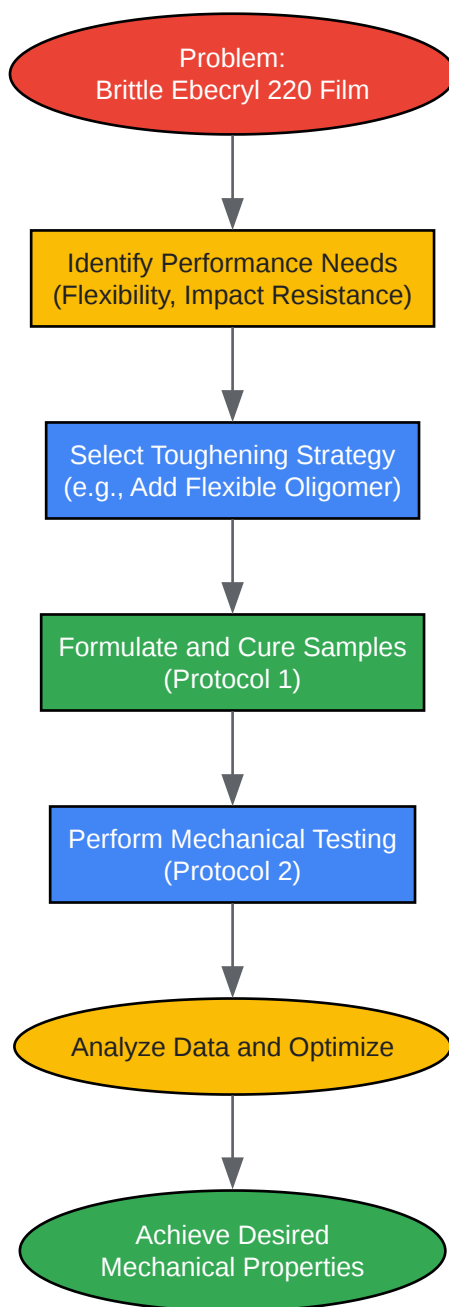 Problem:
Brittle Ebecryl 220 Film
Identify Performance Needs
(Flexibility, Impact Resistance)
Select Toughening Strategy
(e.g., Add Flexible Oligomer)
Formulate and Cure Samples
(Protocol 1)
Perform Mechanical Testing
(Protocol 2)
Analyze Data and Optimize
Achieve Desired
Mechanical Properties